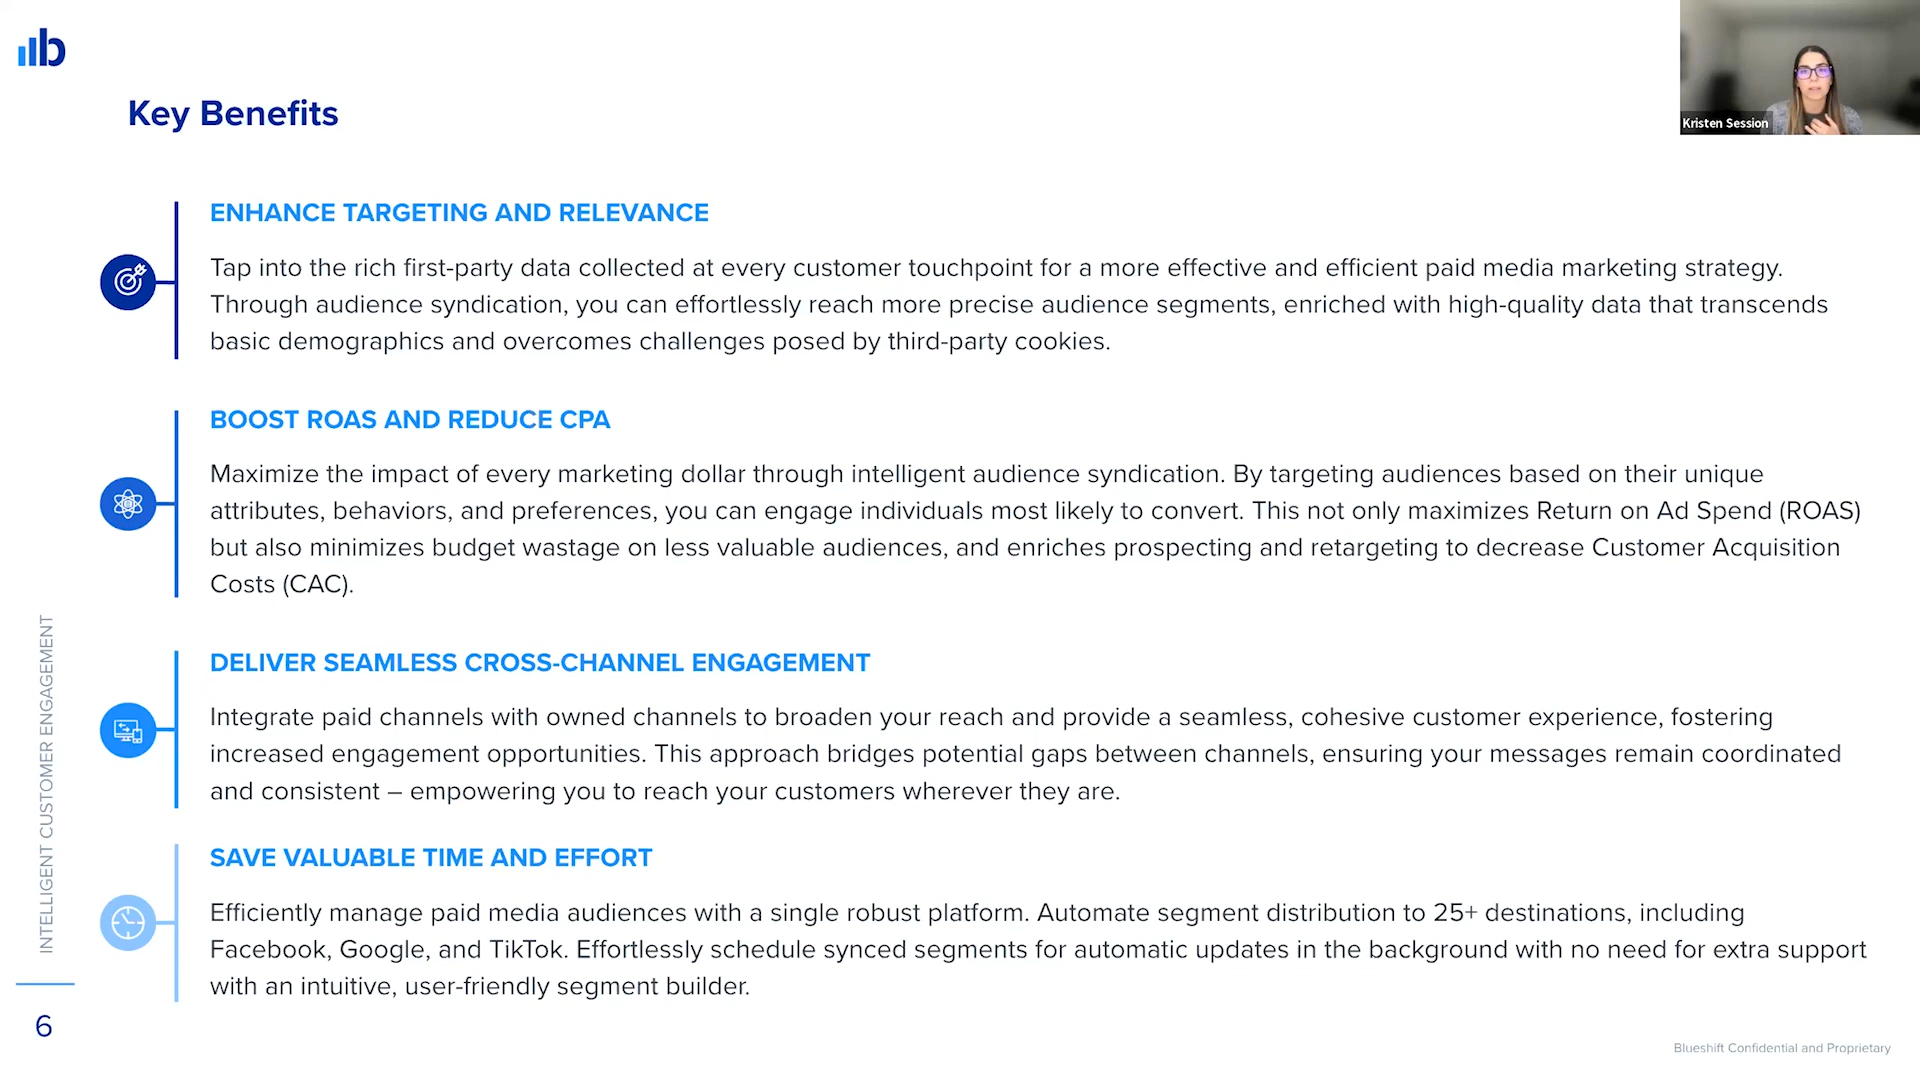 b
Key Benefits
Kristen Session
ENHANCE TARGETING AND RELEVANCE
Tap into the rich first-party data collected at every customer touchpoint for a more effective and efficient paid media marketing strategy.
Through audience syndication, you can effortlessly reach more precise audience segments, enriched with high-quality data that transcends
basic demographics and overcomes challenges posed by third-party cookies.
BOOST ROAS AND REDUCE CPA
Maximize the impact of every marketing dollar through intelligent audience syndication. By targeting audiences based on their unique
attributes, behaviors, and preferences, you can engage individuals most likely to convert. This not only maximizes Return on Ad Spend (ROAS)
but also minimizes budget wastage on less valuable audiences, and enriches prospecting and retargeting to decrease Customer Acquisition
Costs (CAC).
DELIVER SEAMLESS CROSS-CHANNEL ENGAGEMENT
Integrate paid channels with owned channels to broaden your reach and provide a seamless, cohesive customer experience, fostering
increased engagement opportunities. This approach bridges potential gaps between channels, ensuring your messages remain coordinated
and consistent – empowering you to reach your customers wherever they are.
SAVE VALUABLE TIME AND EFFORT
Efficiently manage paid media audiences with a single robust platform. Automate segment distribution to 25+ destinations, including
Facebook, Google, and TikTok. Effortlessly schedule synced segments for automatic updates in the background with no need for extra support
with an intuitive, user-friendly segment builder.
INTELLIGENT CUSTOMER ENGAGEMENT
6
Blueshift Confidential and Proprietary